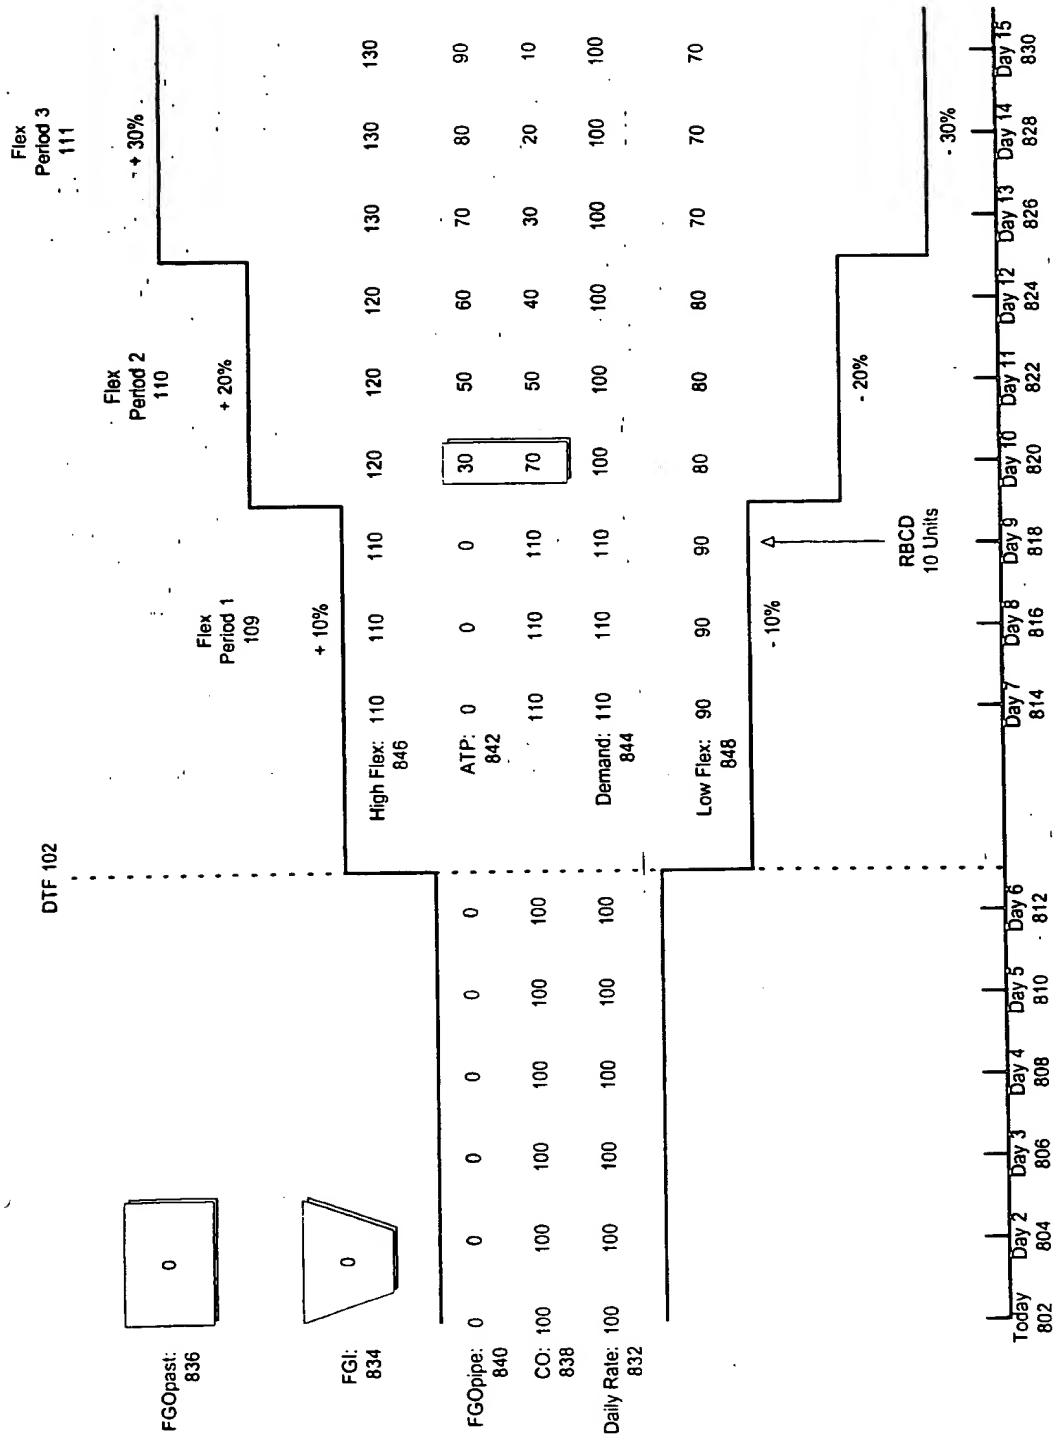 DTF 102
Flex
Period 1
109
Flex
Period 2
110
Flex
Period 3
111
+ 10%
+ 20%
+ 30%
FGOpast:
836
0
FGI:
834
0
High Flex: 110 110 110 120 120 120 130 130 130
846
FGOpipe: 0 0 0 0 0 0
840
ATP: 0 0 0 30 50 60 70 80 90
842
CO: 100 100 100 100 100 100 110 110 110 70 50 40 30 20 10
838
Daily Rate: 100 100 100 100 100 100
832
Demand: 110 110 110 100 100 100 100 100 100
844
Low Flex: 90 90 90 80 80 80 70 70 70
848
- 10%
- 20%
- 30%
RBCD
10 Units
Today Day 2 Day 3 Day 4 Day 5 Day 6 Day 7 Day 8 Day 9 Day 10 Day 11 Day 12 Day 13 Day 14 Day 15
802 804 806 808 810 812 814 816 818 820 822 824 826 828 830